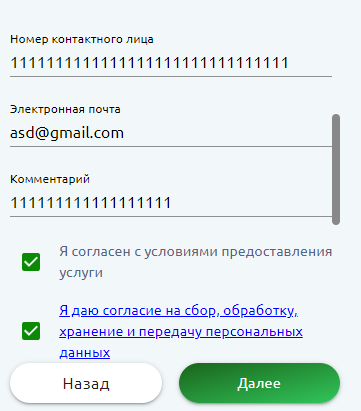 Номер контактного лица
1111111111111111111111111111111
Электронная почта
asd@gmail.com
Комментарий
111111111111111111
Я согласен с условиями предоставления
услуги
Я даю согласие на сбор, обработку,
хранение и передачу персональных
данных
Назад
Далее